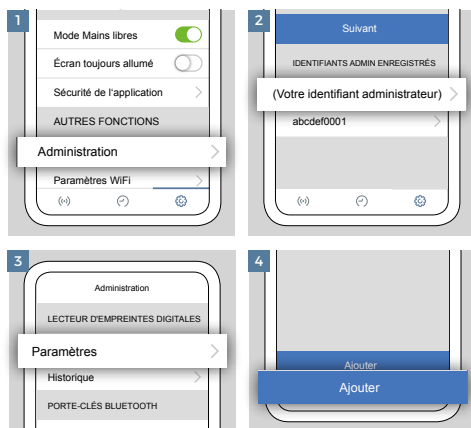 1
Mode Mains libres
Écran toujours allumé
Sécurité de l'application
AUTRES FONCTIONS
Administration
Paramètres WiFi
2
Suivant
IDENTIFIANTS ADMIN ENREGISTRÉS
(Votre identifiant administrateur)
abcdef0001
3
Administration
LECTEUR D'EMPREINTES DIGITALES
Paramètres
Historique
PORTE-CLÉS BLUETOOTH
4
Ajouter
Ajouter